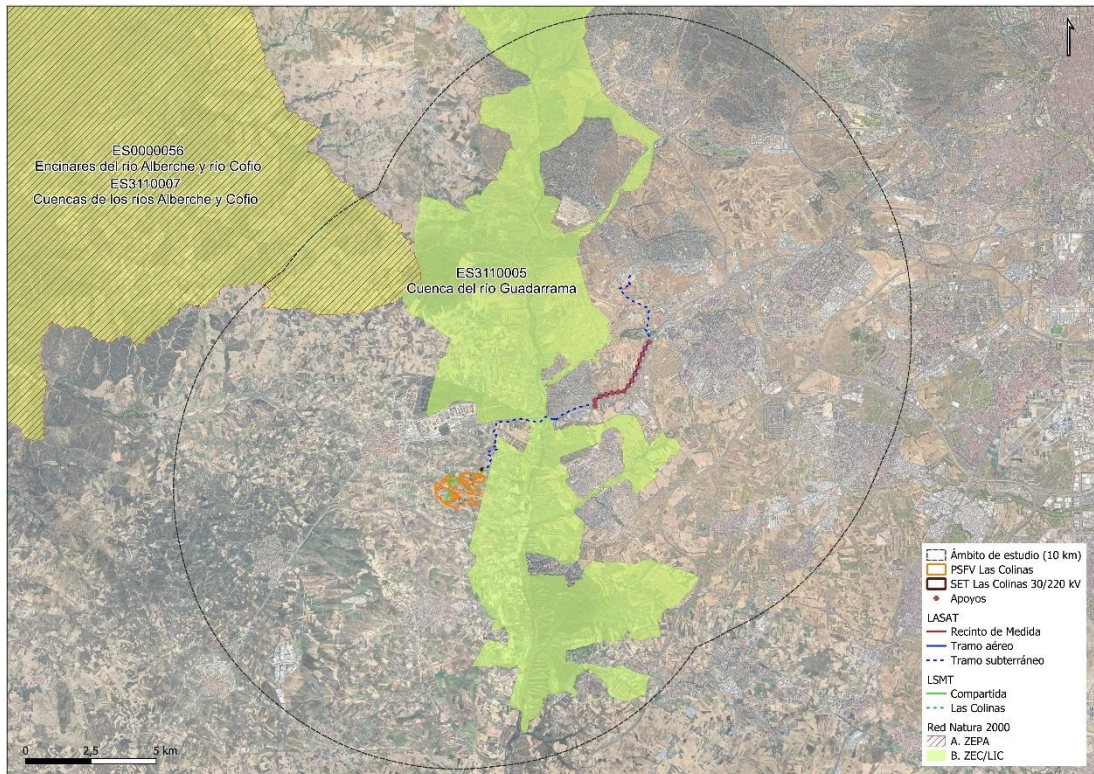 ES0000056
Encinares del río Alberche y río Cofio
ES3110007
Cuencas de los ríos Alberche y Cofio
ES3110005
Cuenca del río Guadarrama
Ámbito de estudio (10 km)
PSFV Las Colinas
SET Las Colinas 30/220 kV
Apoyos
LASAT
Recinto de Medida
Tramo aéreo
Tramo subterráneo
LSMT
Compartida
Las Colinas
Red Natura 2000
A. ZEPA
B. ZEC/LIC
0 2,5 5 km